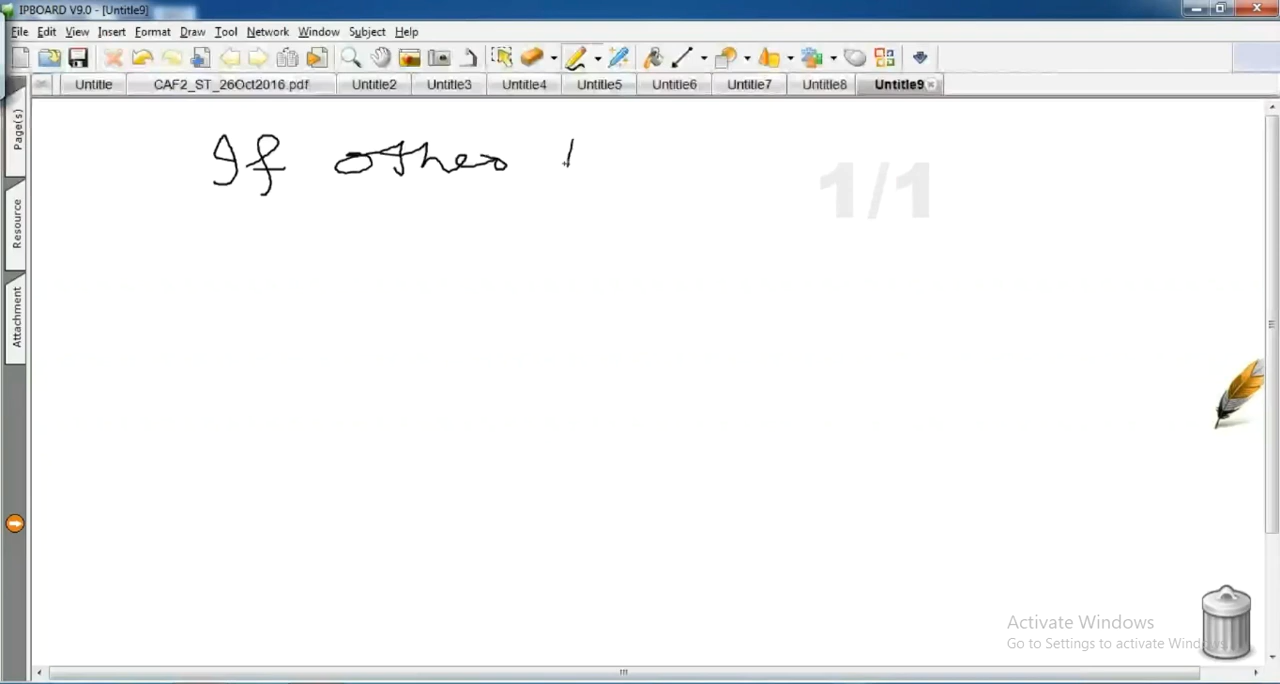 IPBOARD V9.0 - [Untitle9]
File Edit View Insert Format Draw Tool Network Window Subject Help
Untitle CAF2_ST_26Oct2016.pdf Untitle2 Untitle3 Untitle4 Untitle5 Untitle6 Untitle7 Untitle8 Untitle9
Page(s)
Resource
Attachment
If other
1/1
Activate Windows
Go to Settings to activate Windows